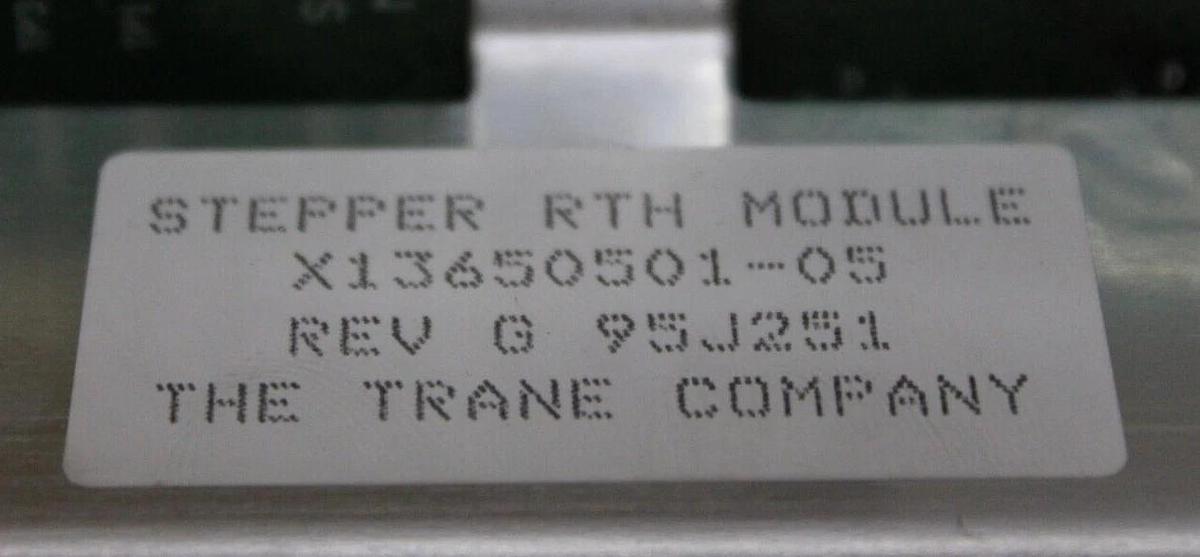 STEPPER RTH MODULE
X13650501-05
REV G 95J251
THE TRANE COMPANY